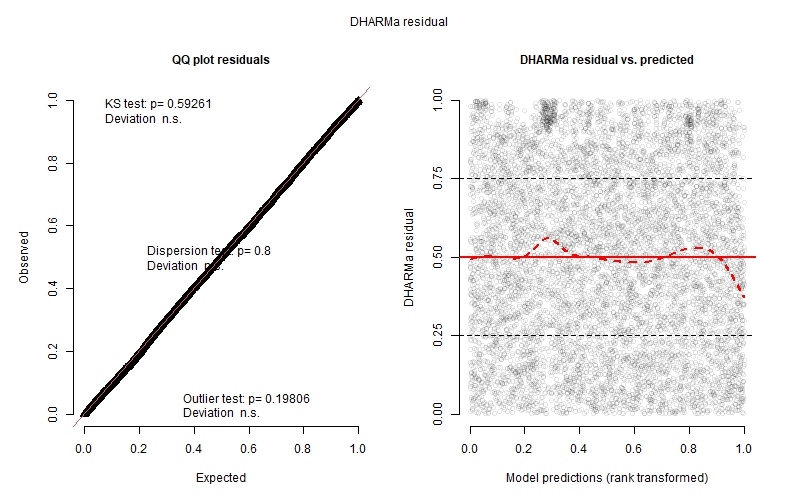 DHARMa residual
QQ plot residuals
KS test: p= 0.59261
Deviation n.s.
Dispersion test: p= 0.8
Deviation n.s.
Outlier test: p= 0.19806
Deviation n.s.
Observed
0.0 0.2 0.4 0.6 0.8 1.0
0.0 0.2 0.4 0.6 0.8 1.0
Expected
DHARMa residual vs. predicted
DHARMa residual
0.00 0.25 0.50 0.75 1.00
0.0 0.2 0.4 0.6 0.8 1.0
Model predictions (rank transformed)